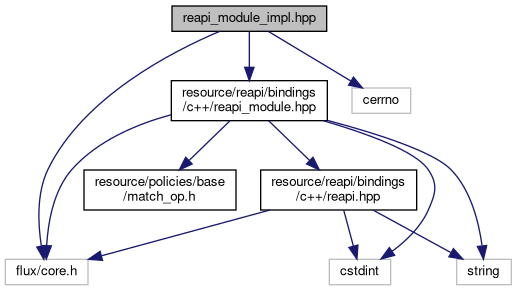 reapi_module_impl.hpp
resource/reapi/bindings
/c++/reapi_module.hpp
cerrno
resource/policies/base
/match_op.h
resource/reapi/bindings
/c++/reapi.hpp
flux/core.h
cstdint
string